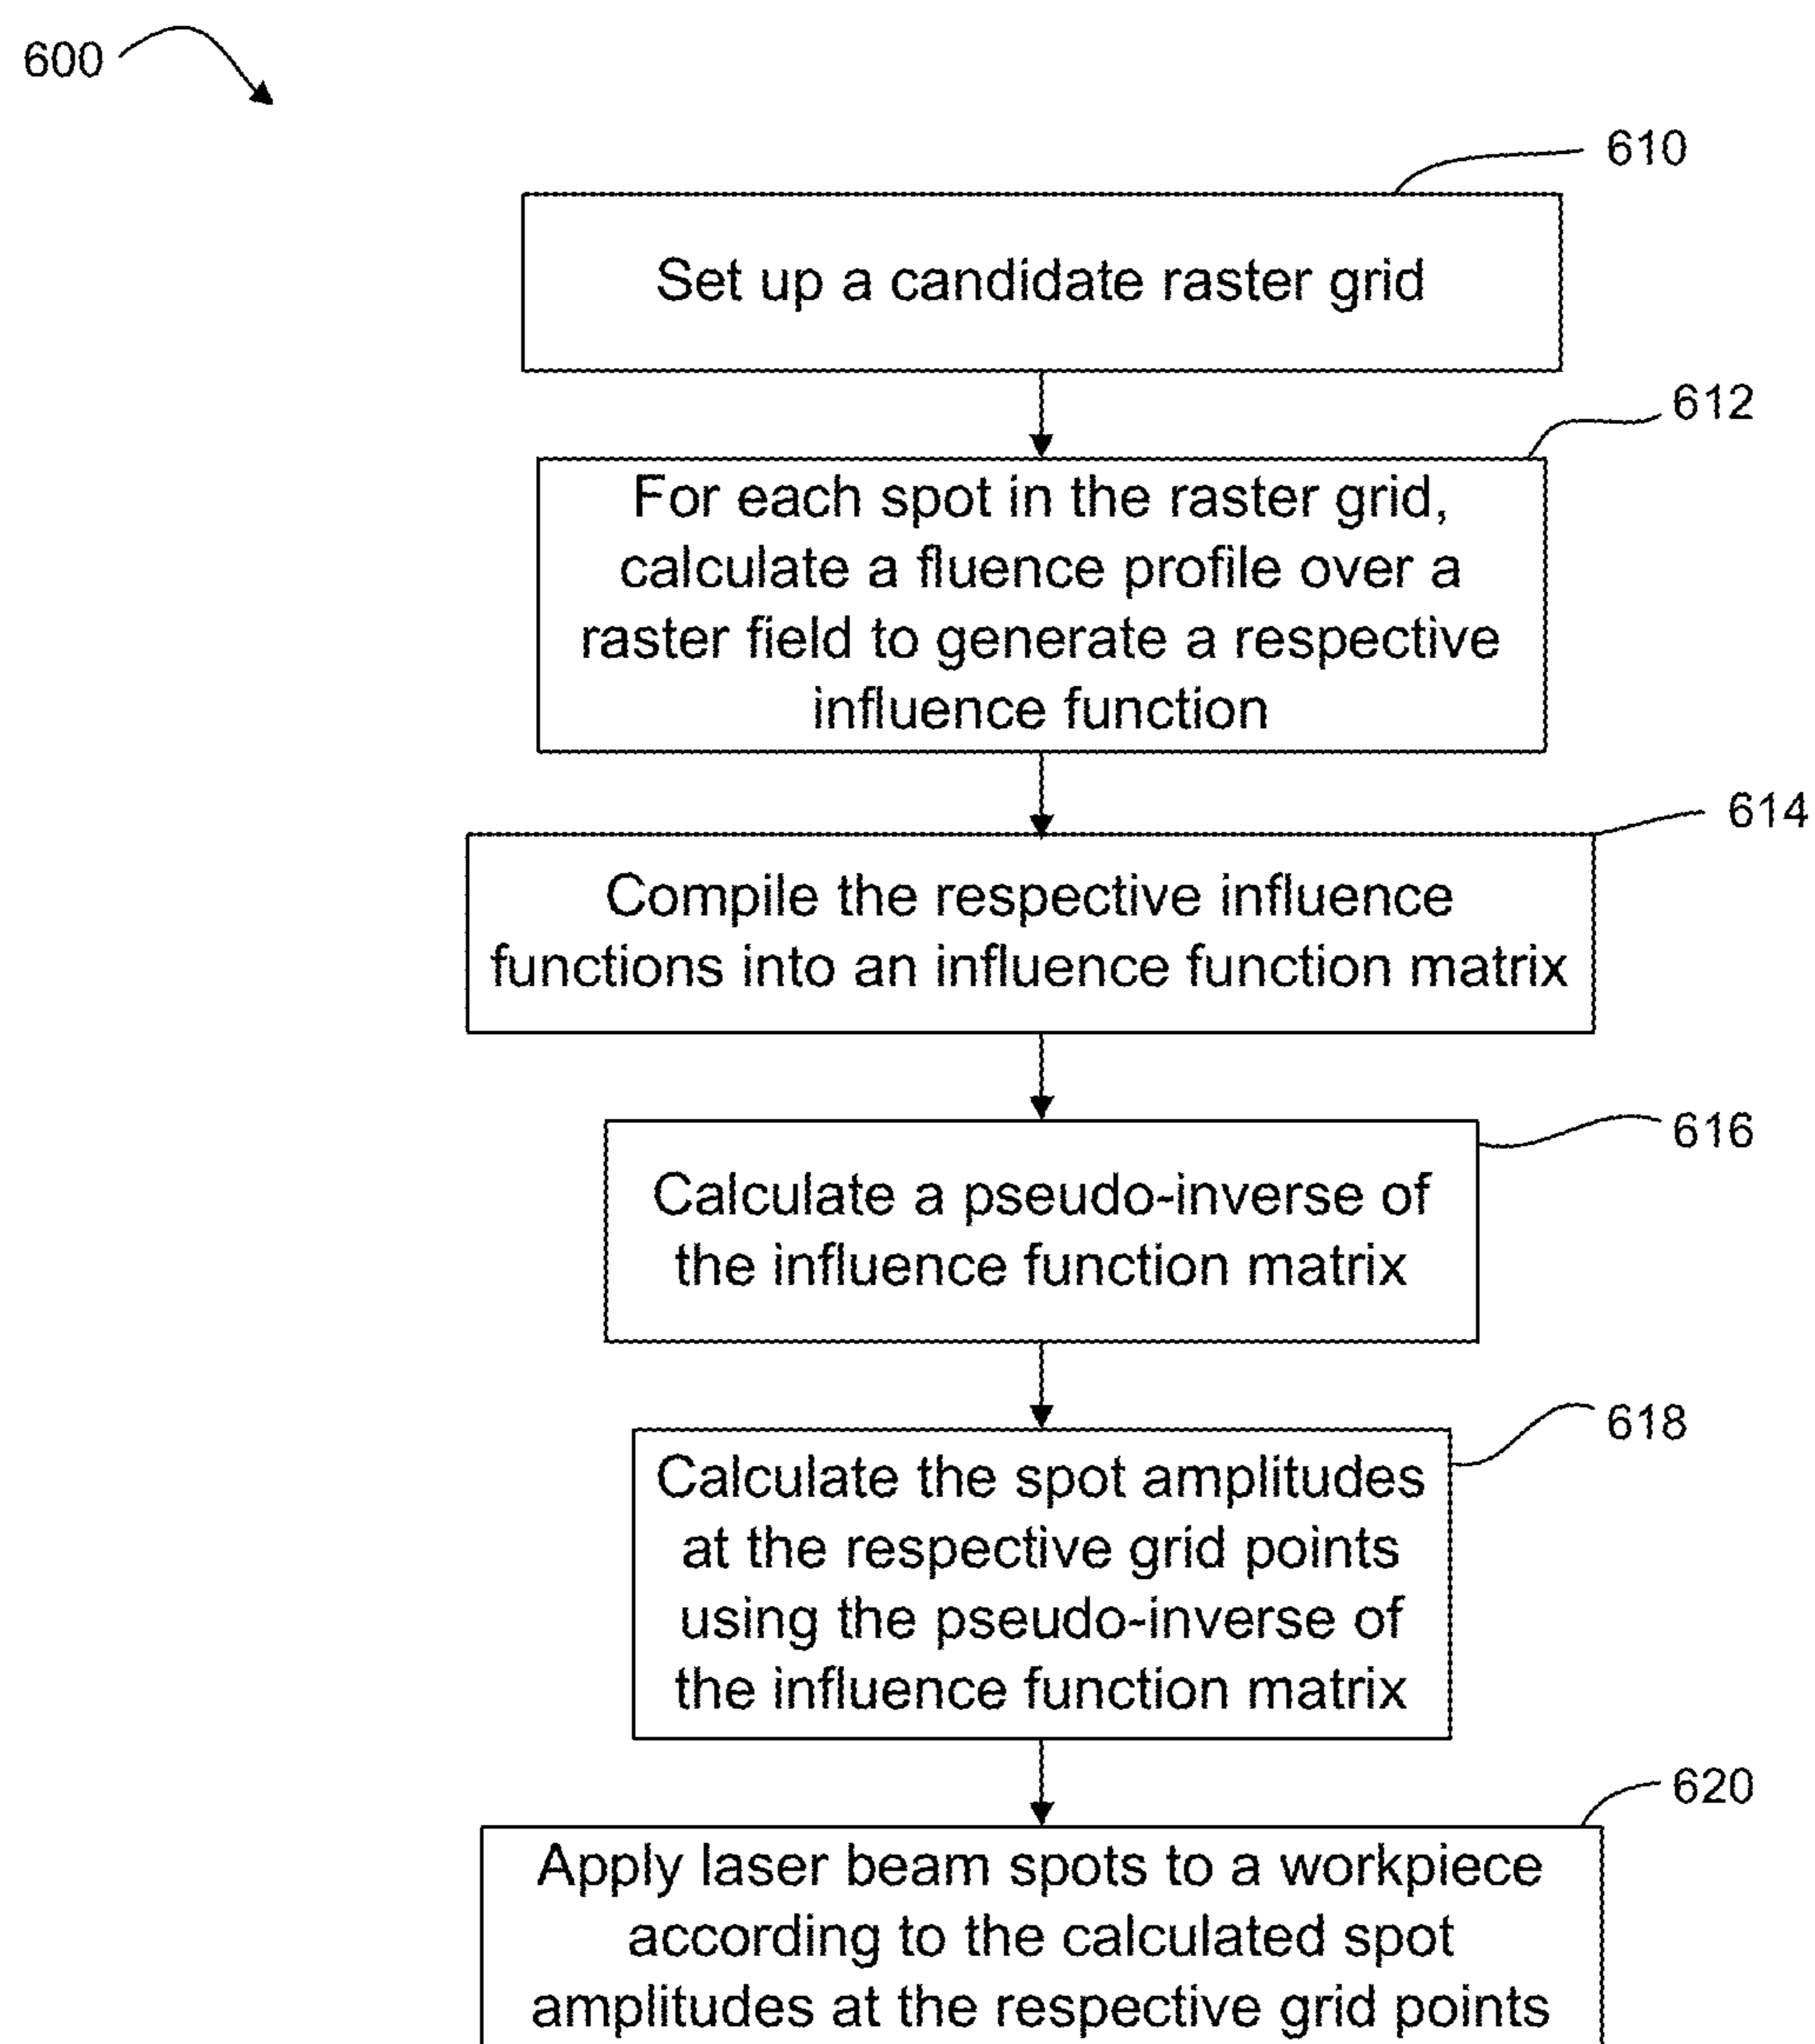 600
610
Set up a candidate raster grid
612
For each spot in the raster grid,
calculate a fluence profile over a
raster field to generate a respective
influence function
614
Compile the respective influence
functions into an influence function matrix
616
Calculate a pseudo-inverse of
the influence function matrix
618
Calculate the spot amplitudes
at the respective grid points
using the pseudo-inverse of
the influence function matrix
620
Apply laser beam spots to a workpiece
according to the calculated spot
amplitudes at the respective grid points